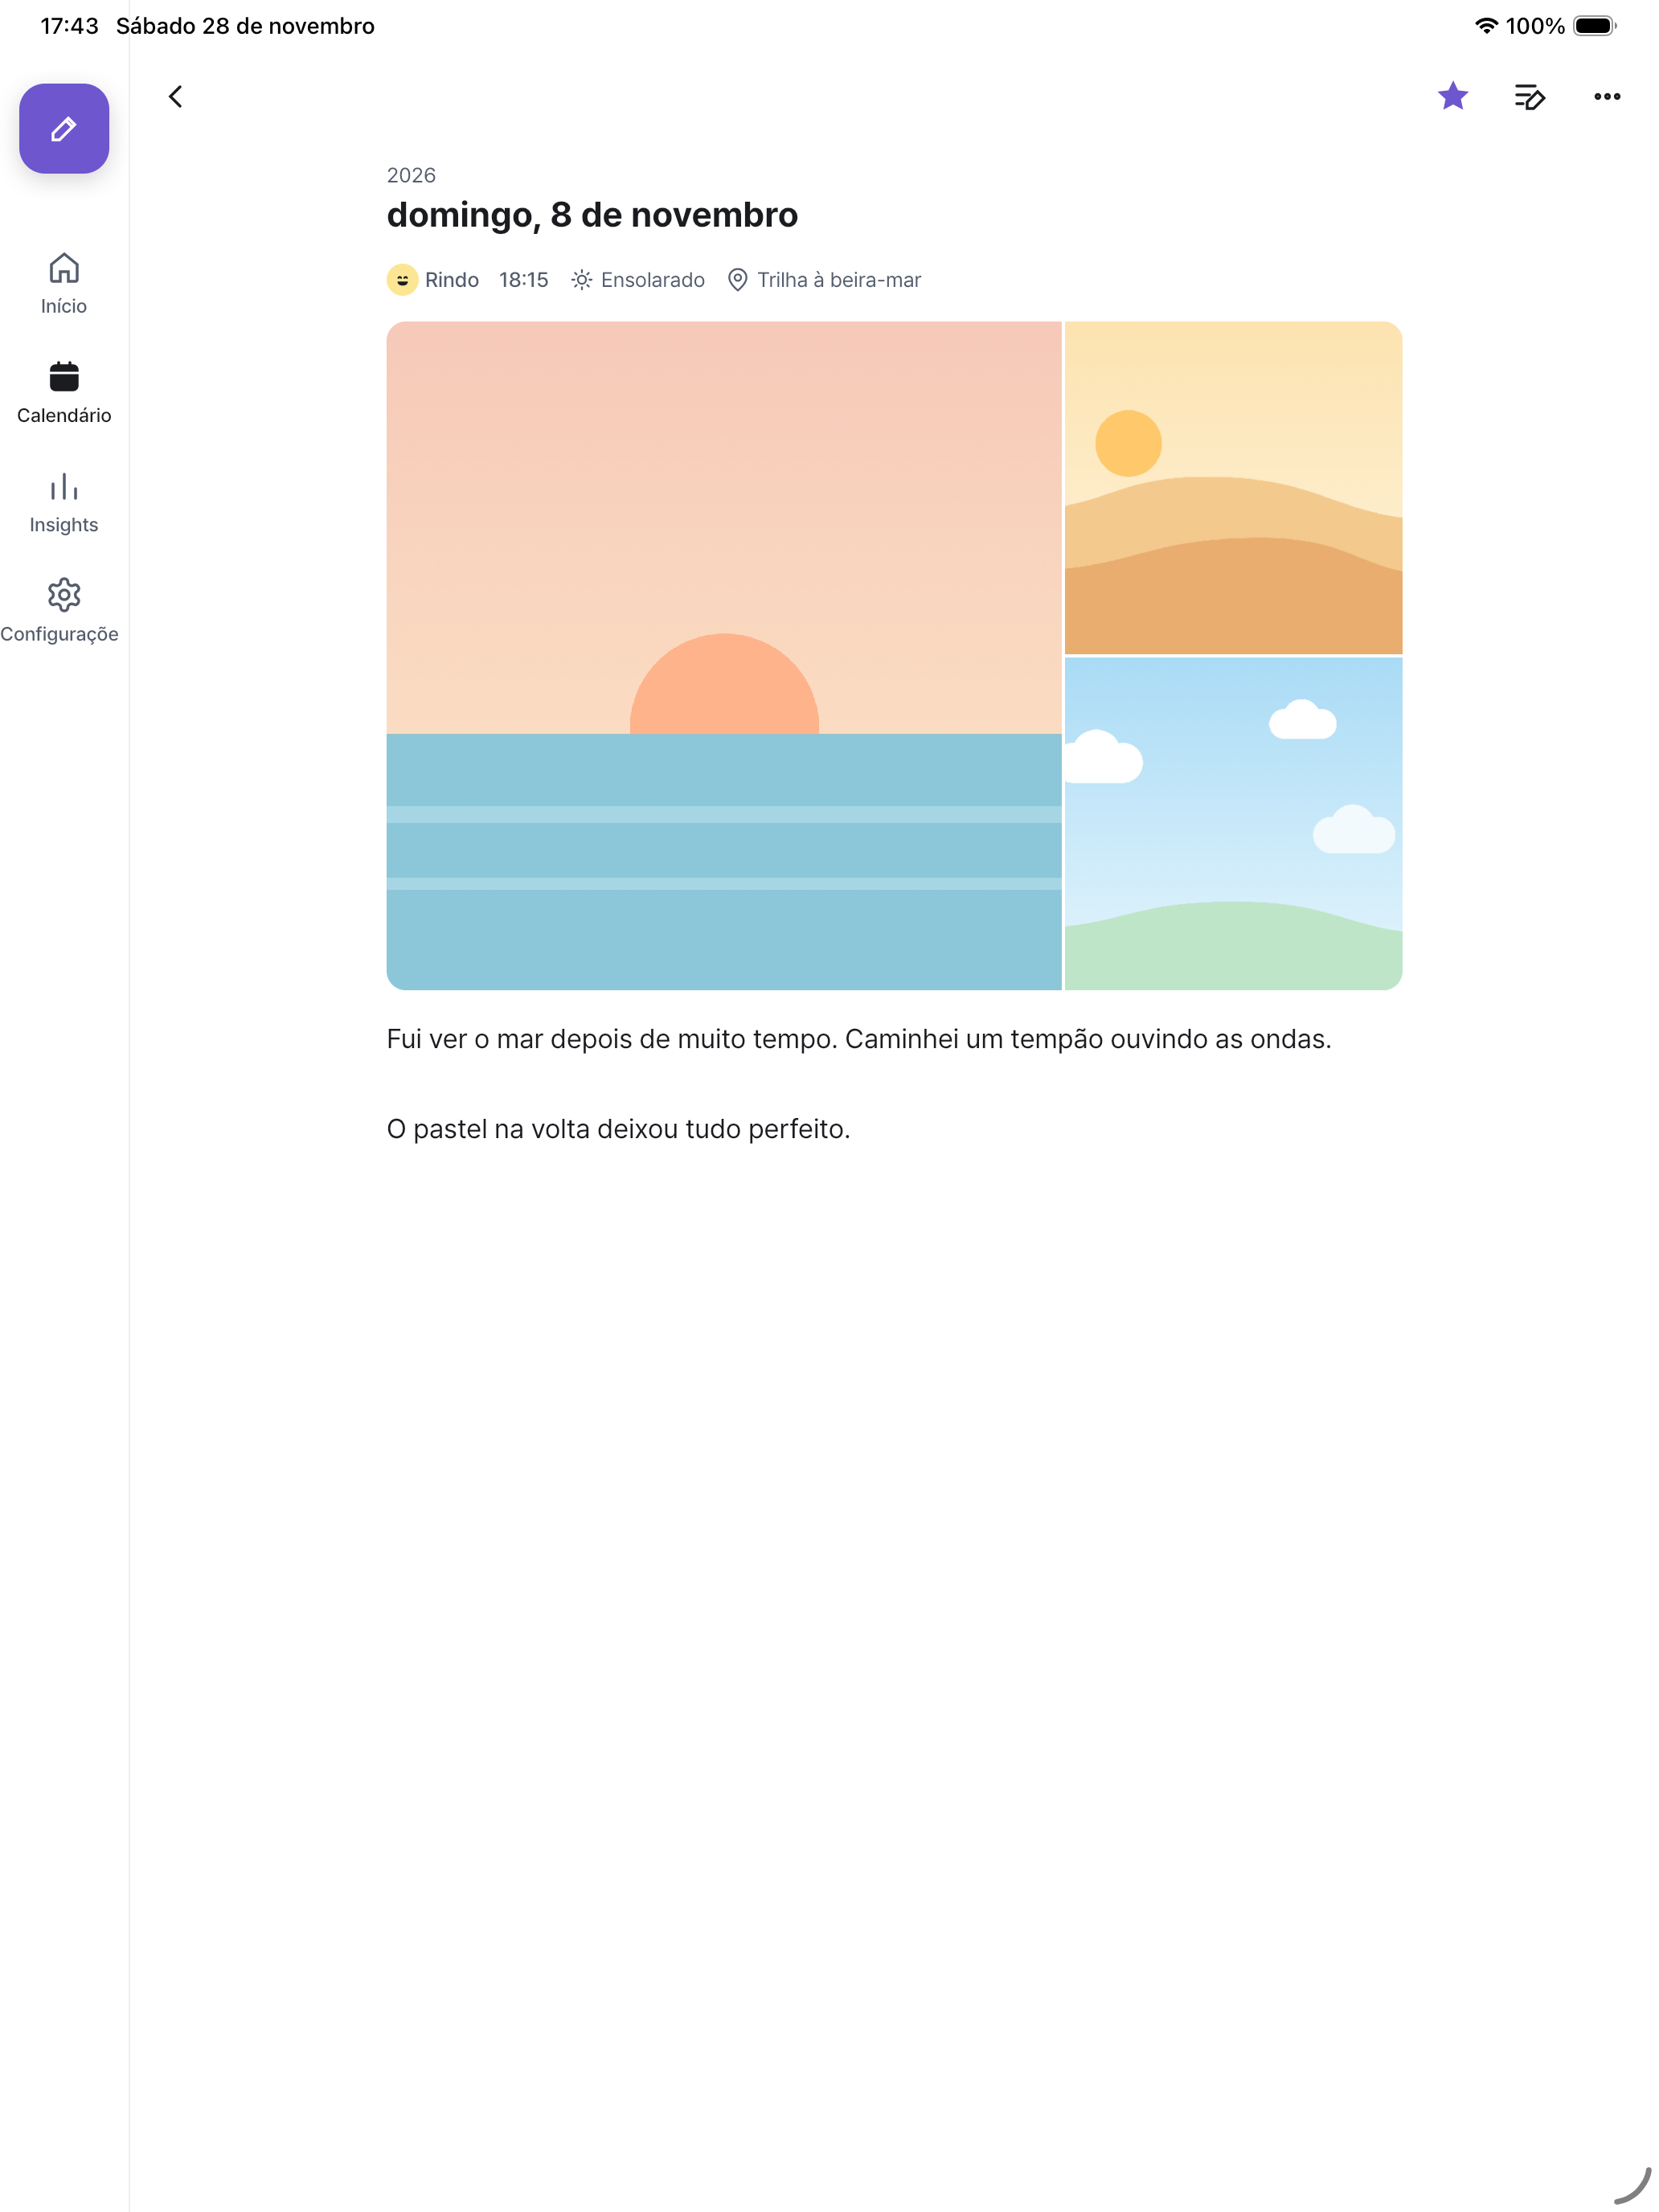 17:43 Sábado 28 de novembro
100%
2026
domingo, 8 de novembro
Rindo 18:15 Ensolarado Trilha à beira-mar
Início
Calendário
Insights
Configuraçõe
Fui ver o mar depois de muito tempo. Caminhei um tempão ouvindo as ondas.
O pastel na volta deixou tudo perfeito.